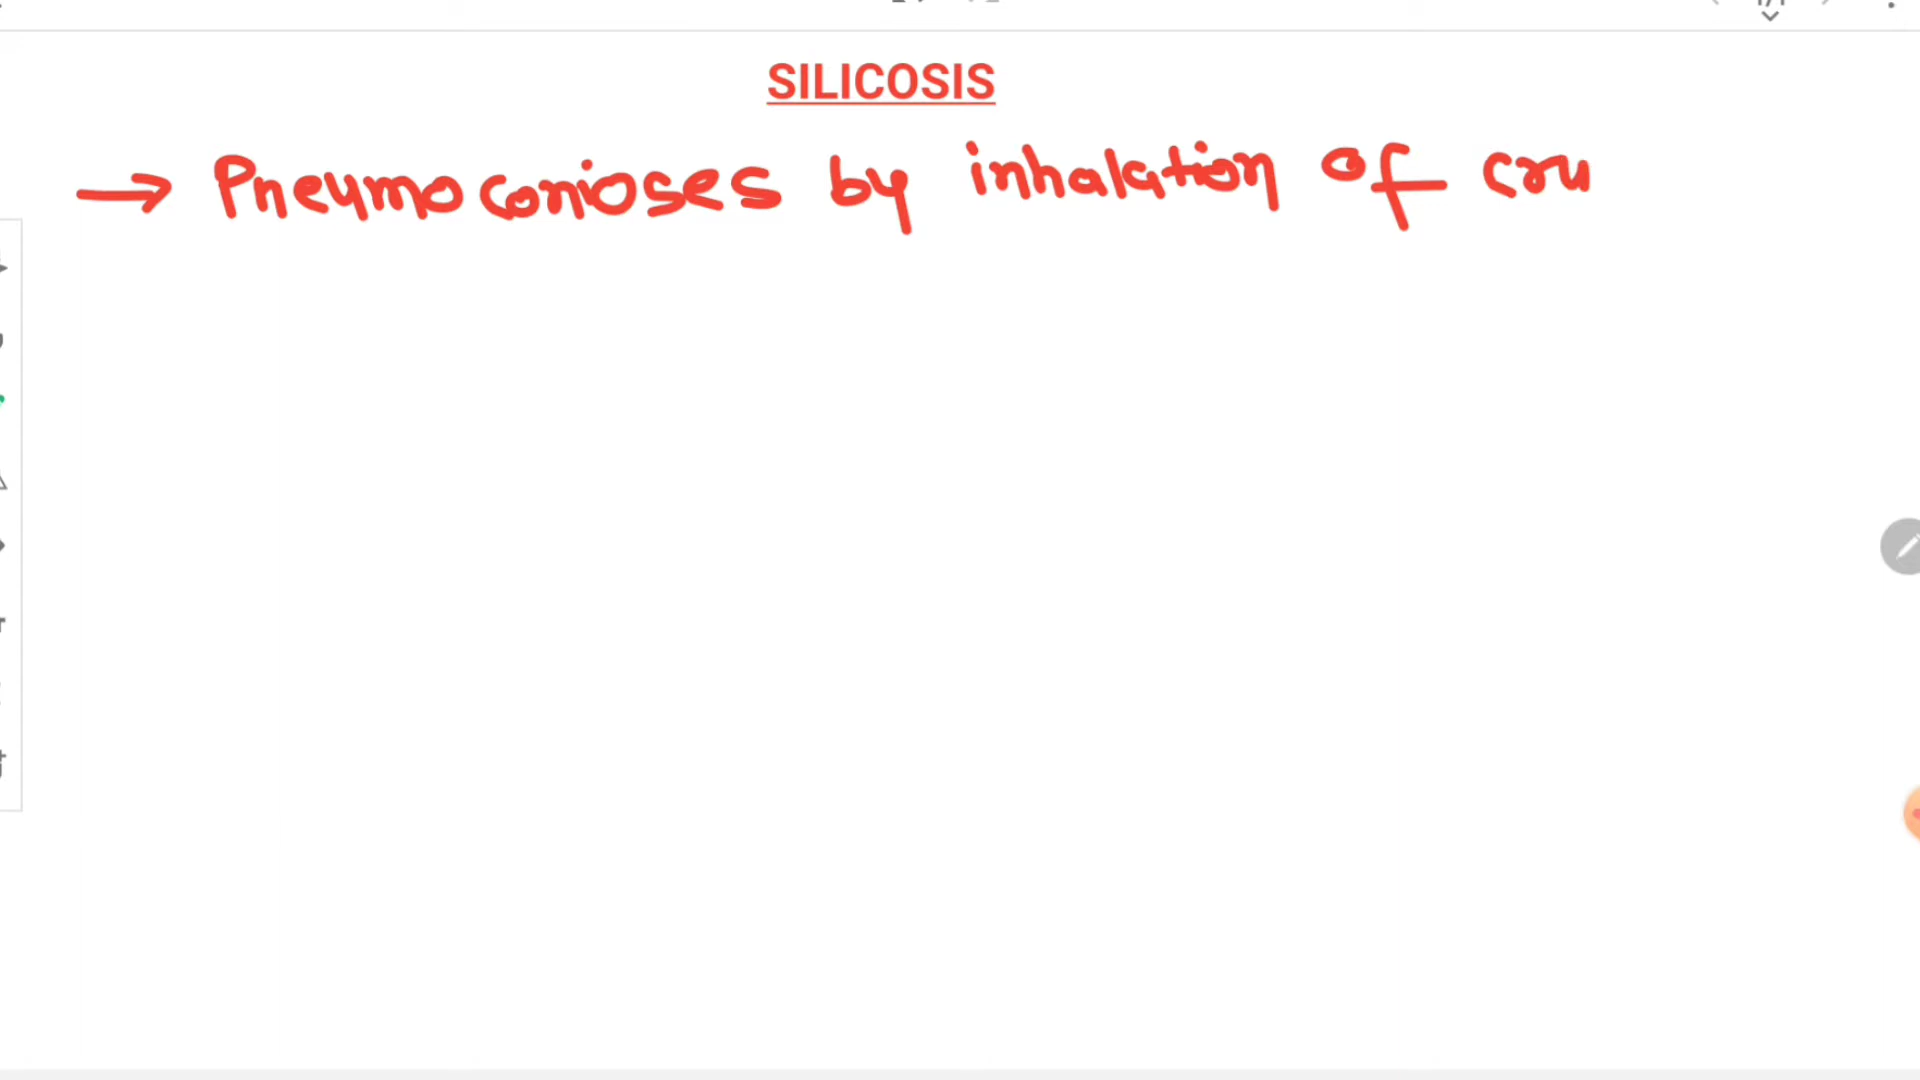 SILICOSIS
→ Pneumoconioses by inhalation of cru